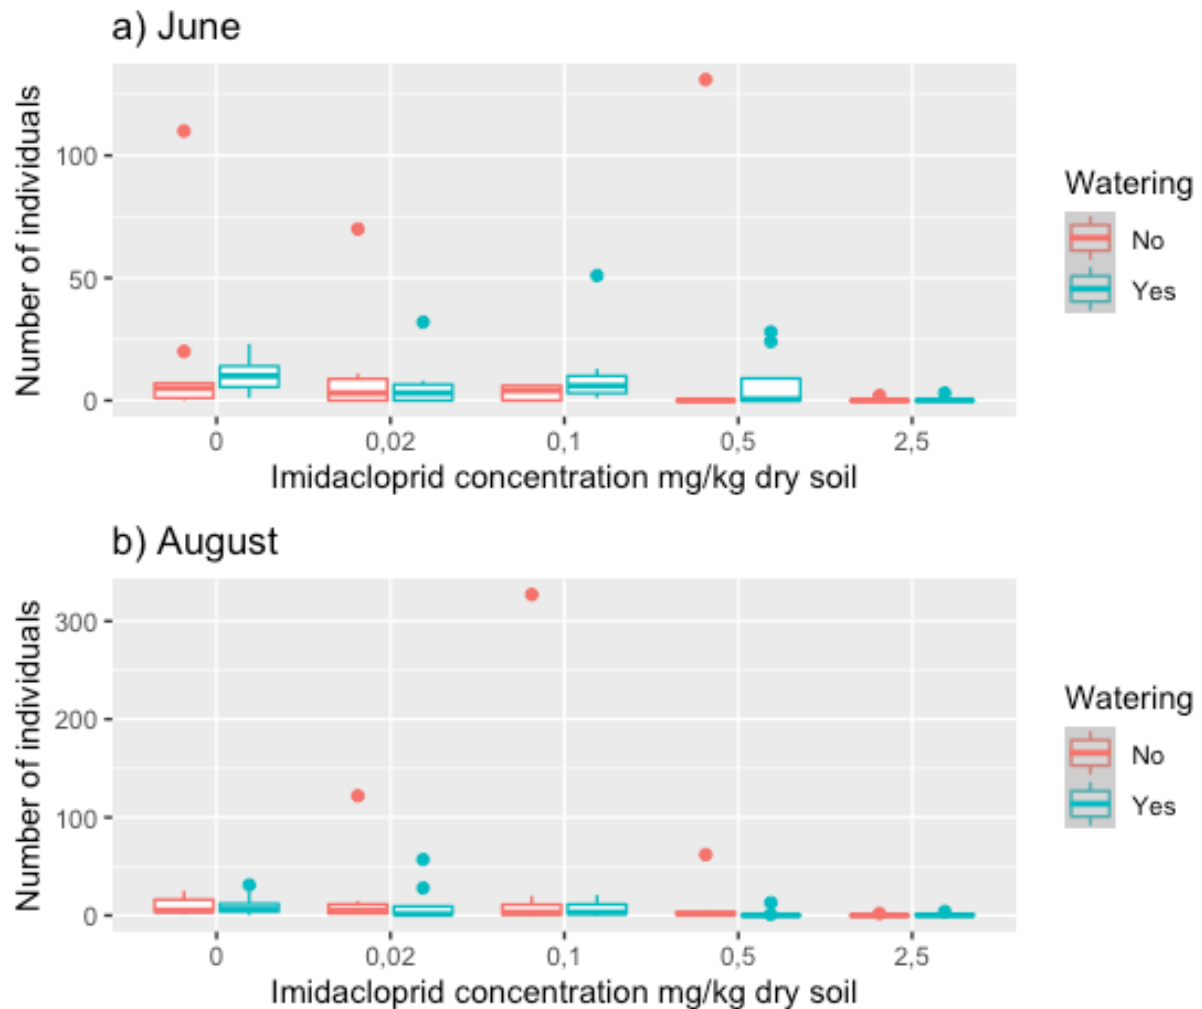 a) June
Number of individuals
100
50
0
0 0,02 0,1 0,5 2,5
Imidacloprid concentration mg/kg dry soil
Watering
No
Yes
b) August
Number of individuals
300
200
100
0
0 0,02 0,1 0,5 2,5
Imidacloprid concentration mg/kg dry soil
Watering
No
Yes